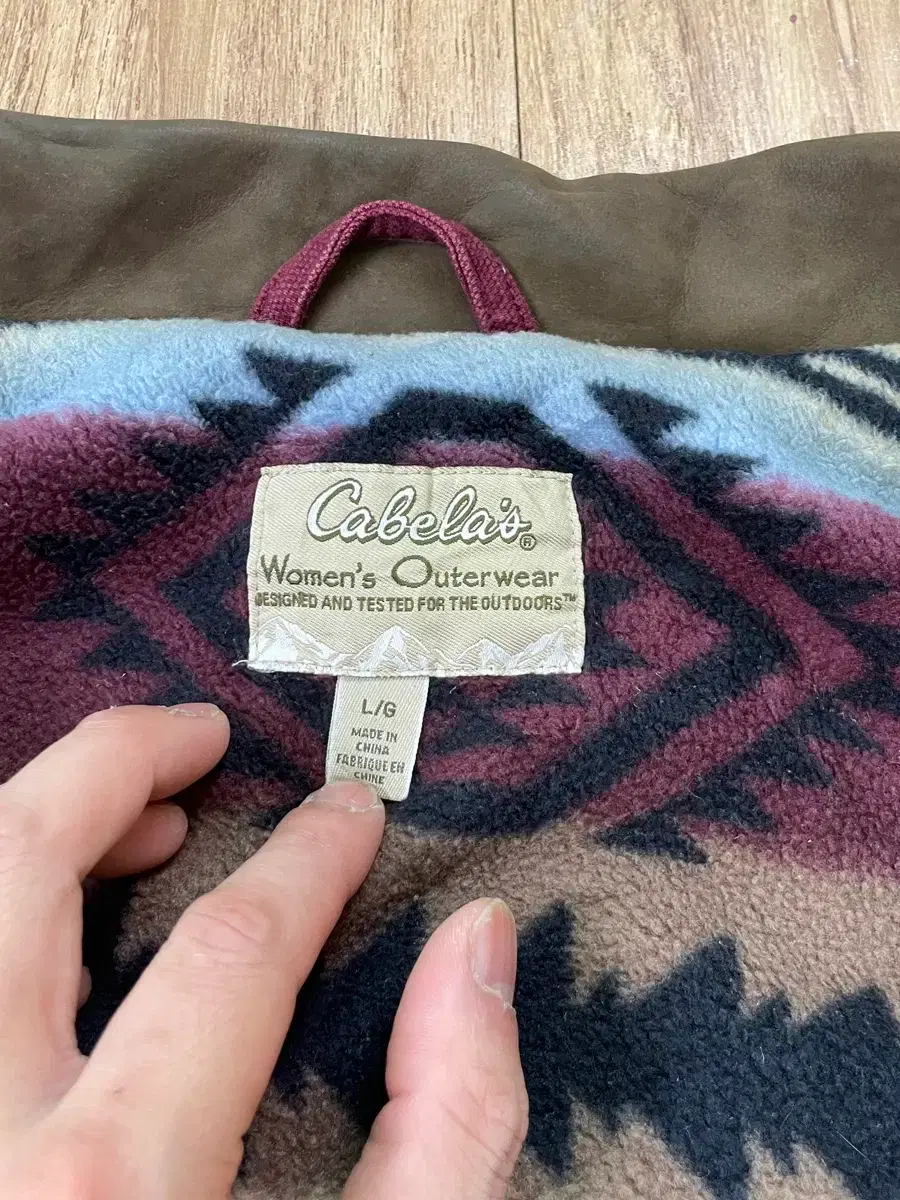 Cabela's®
Women's Outerwear
DESIGNED AND TESTED FOR THE OUTDOORS™
L/G
MADE IN
CHINA
FABRIQUE EN
CHINE